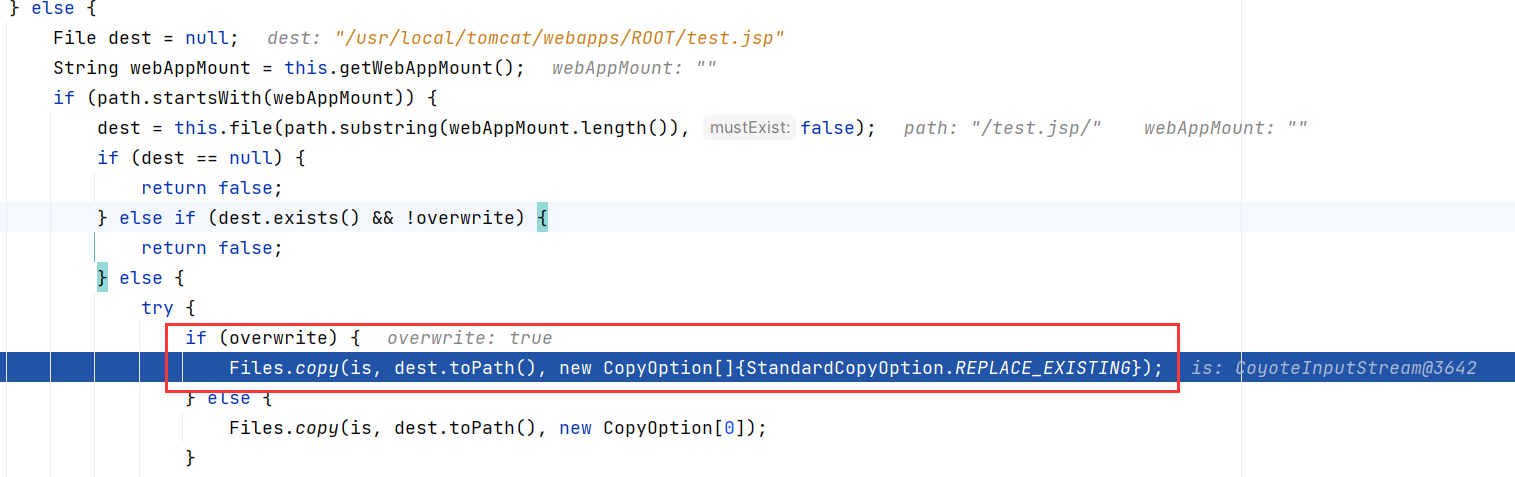 } else {
File dest = null;   dest: "/usr/local/tomcat/webapps/ROOT/test.jsp"
String webAppMount = this.getWebAppMount();   webAppMount: ""
if (path.startsWith(webAppMount)) {
dest = this.file(path.substring(webAppMount.length()), mustExist: false);   path: "/test.jsp/"   webAppMount: ""
if (dest == null) {
return false;
} else if (dest.exists() && !overwrite) {
return false;
} else {
try {
if (overwrite) {   overwrite: true
Files.copy(is, dest.toPath(), new CopyOption[]{StandardCopyOption.REPLACE_EXISTING});   is: CoyoteInputStream@3642
} else {
Files.copy(is, dest.toPath(), new CopyOption[0]);
}